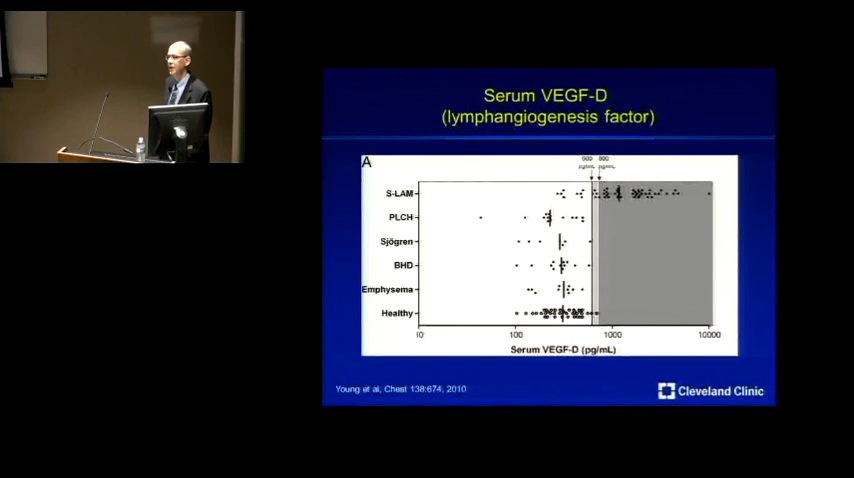 Serum VEGF-D
(lymphangiogenesis factor)
A
800
S-LAM
PLCH
Sjögren
BHD
Emphysema
Healthy
10
100
1000
10000
Serum VEGF-D (pg/mL)
Young et al, Chest 138:674, 2010
Cleveland Clinic